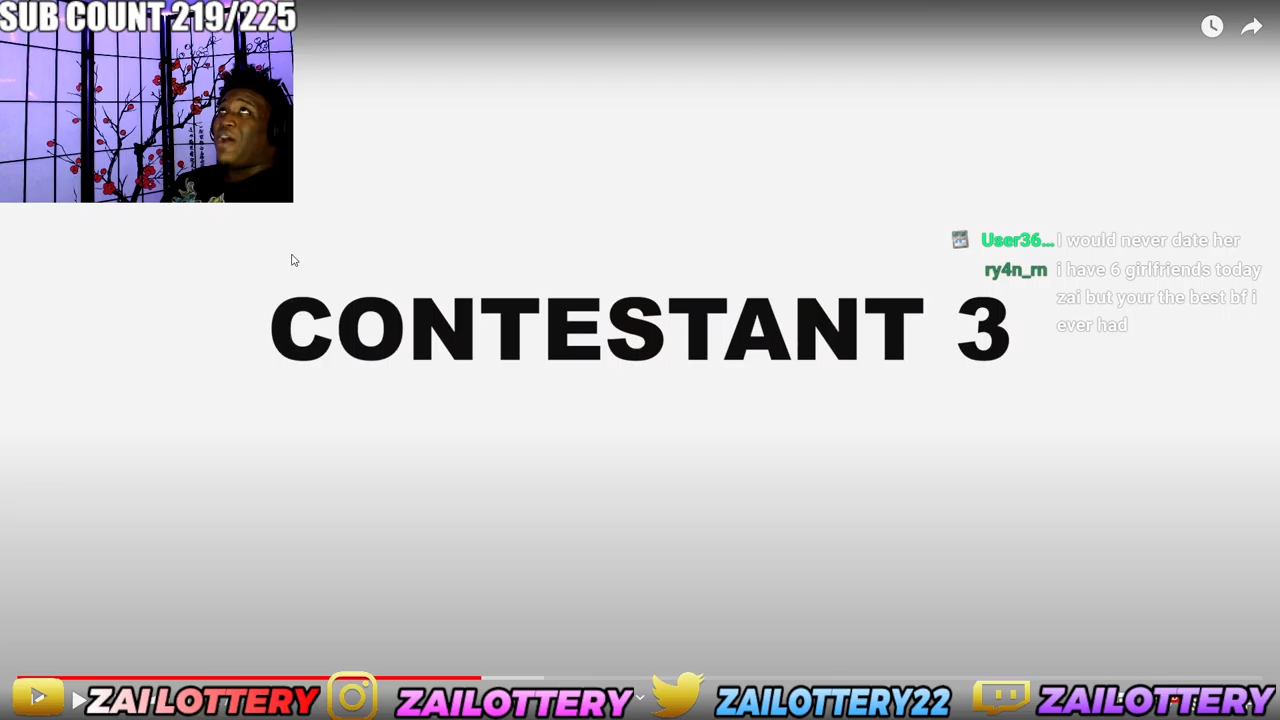 SUB COUNT 219/225
User36... I would never date her
ry4n_rn i have 6 girlfriends today
zai but your the best bf i
ever had
CONTESTANT 3
ZAILOTTERY ZAILOTTERY ZAILOTTERY22 ZAILOTTERY